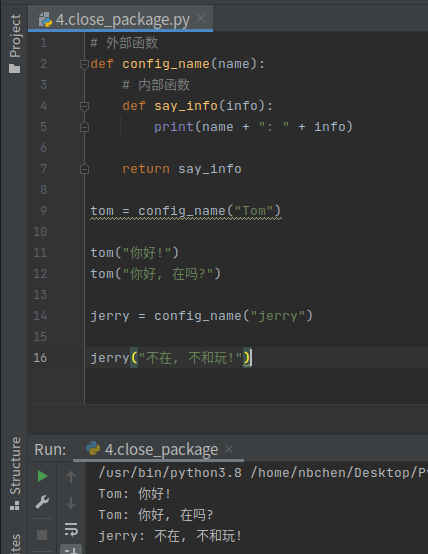 Project
4.close_package.py
1 # 外部函数
2 def config_name(name):
3 # 内部函数
4 def say_info(info):
5 print(name + ": " + info)
6
7 return say_info
8
9 tom = config_name("Tom")
10
11 tom("你好!")
12 tom("你好, 在吗?")
13
14 jerry = config_name("jerry")
15
16 jerry("不在, 不和玩!")
Structure
Run: 4.close_package
/usr/bin/python3.8 /home/nbchen/Desktop/Py
Tom: 你好!
Tom: 你好, 在吗?
jerry: 不在, 不和玩!